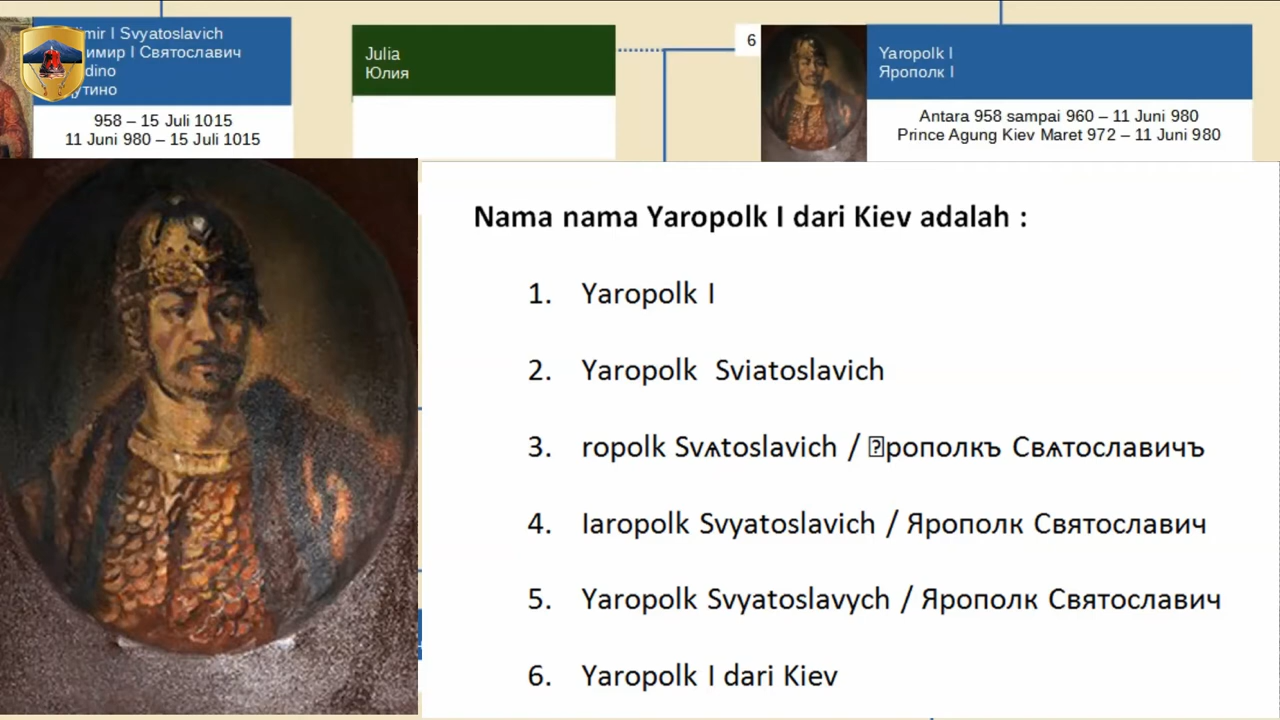 Svyatoslavich
I Святославич
958 – 15 Juli 1015
11 Juni 980 – 15 Juli 1015
Julia
Юлия
6
Yaropolk I
Ярополк I
Antara 958 sampai 960 – 11 Juni 980
Prince Agung Kiev Maret 972 – 11 Juni 980
Nama nama Yaropolk I dari Kiev adalah :
1. Yaropolk I
2. Yaropolk Sviatoslavich
3. ropolk Svѧtoslavich / рополкъ Свѧтославичъ
4. Iaropolk Svyatoslavich / Ярополк Святославич
5. Yaropolk Svyatoslavych / Ярополк Святославич
6. Yaropolk I dari Kiev